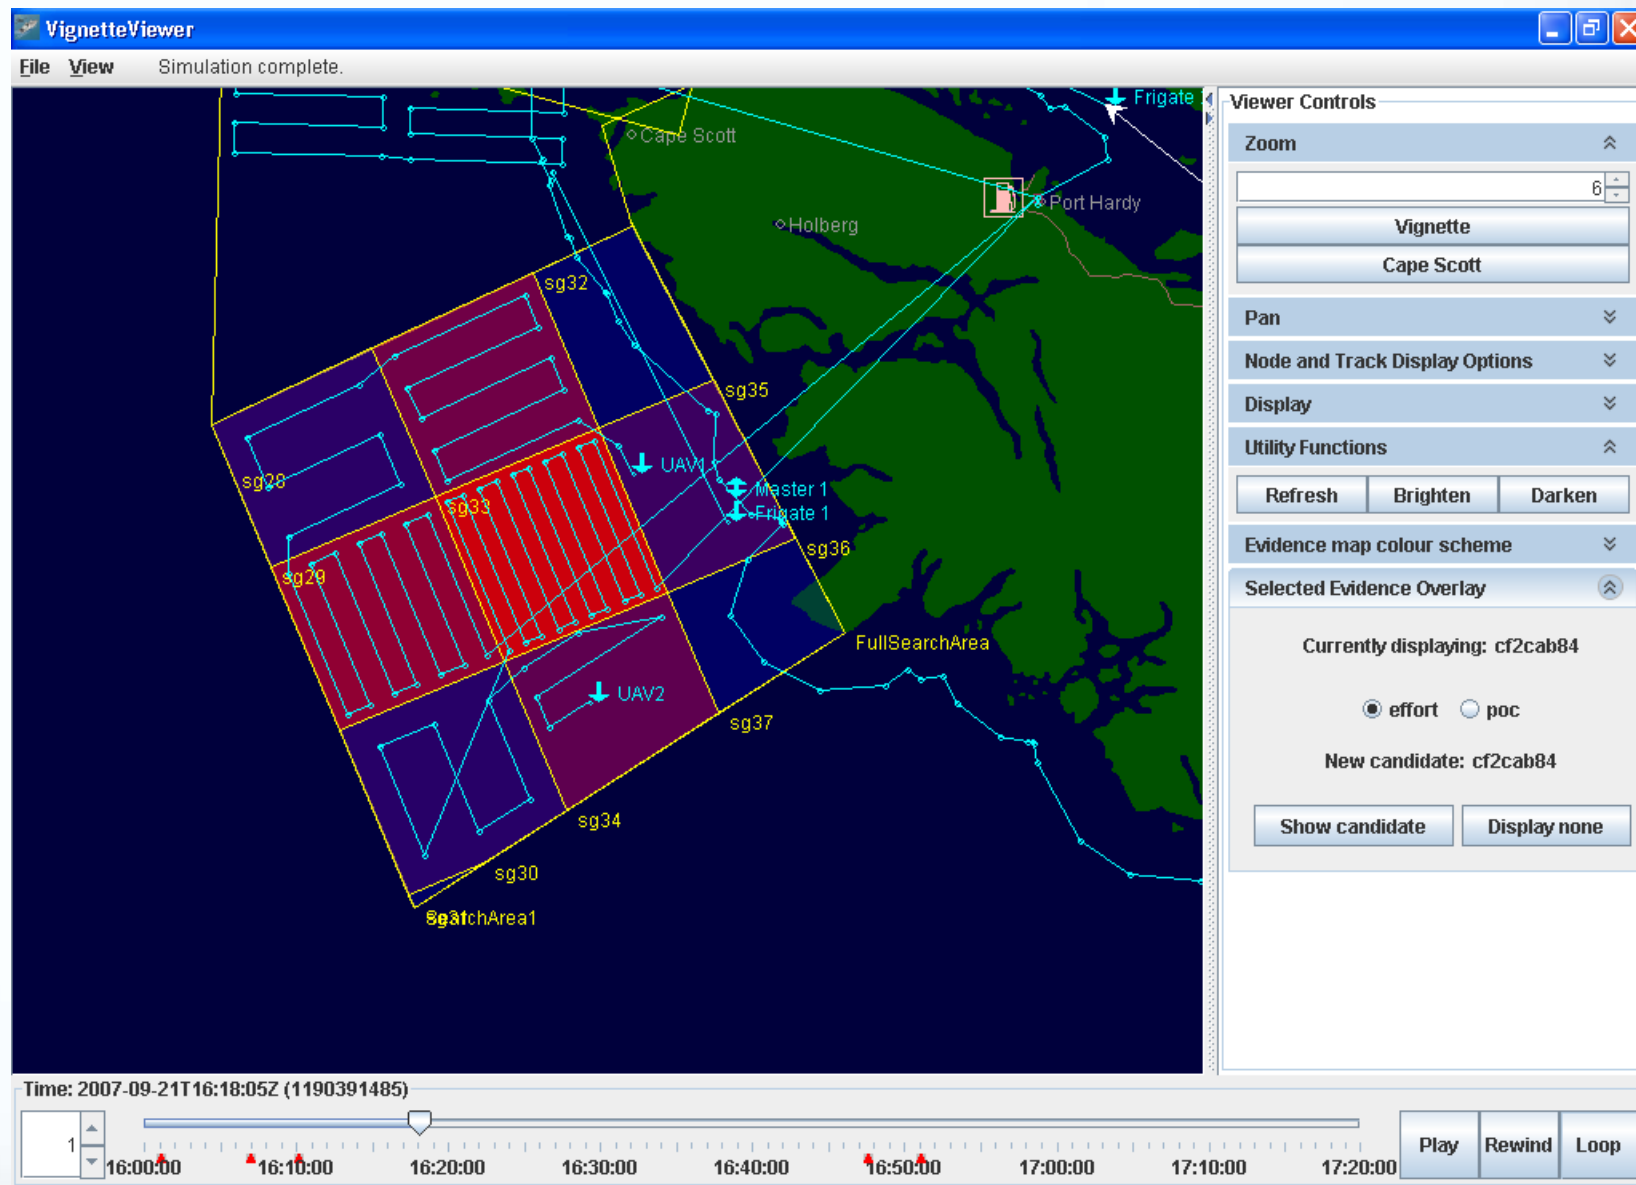 VignetteViewer
File View Simulation complete.
Frigate
Cape Scott
Port Hardy
Holberg
sg32
sg35
UAV1
sg28
Master 1
sg33
Frigate 1
sg36
sg29
FullSearchArea
UAV2
sg37
sg34
sg30
SearchArea1
Viewer Controls
Zoom
6
Vignette
Cape Scott
Pan
Node and Track Display Options
Display
Utility Functions
Refresh Brighten Darken
Evidence map colour scheme
Selected Evidence Overlay
Currently displaying: cf2cab84
effort poc
New candidate: cf2cab84
Show candidate Display none
Time: 2007-09-21T16:18:05Z (1190391485)
1
16:00:00 16:10:00 16:20:00 16:30:00 16:40:00 16:50:00 17:00:00 17:10:00 17:20:00
Play Rewind Loop